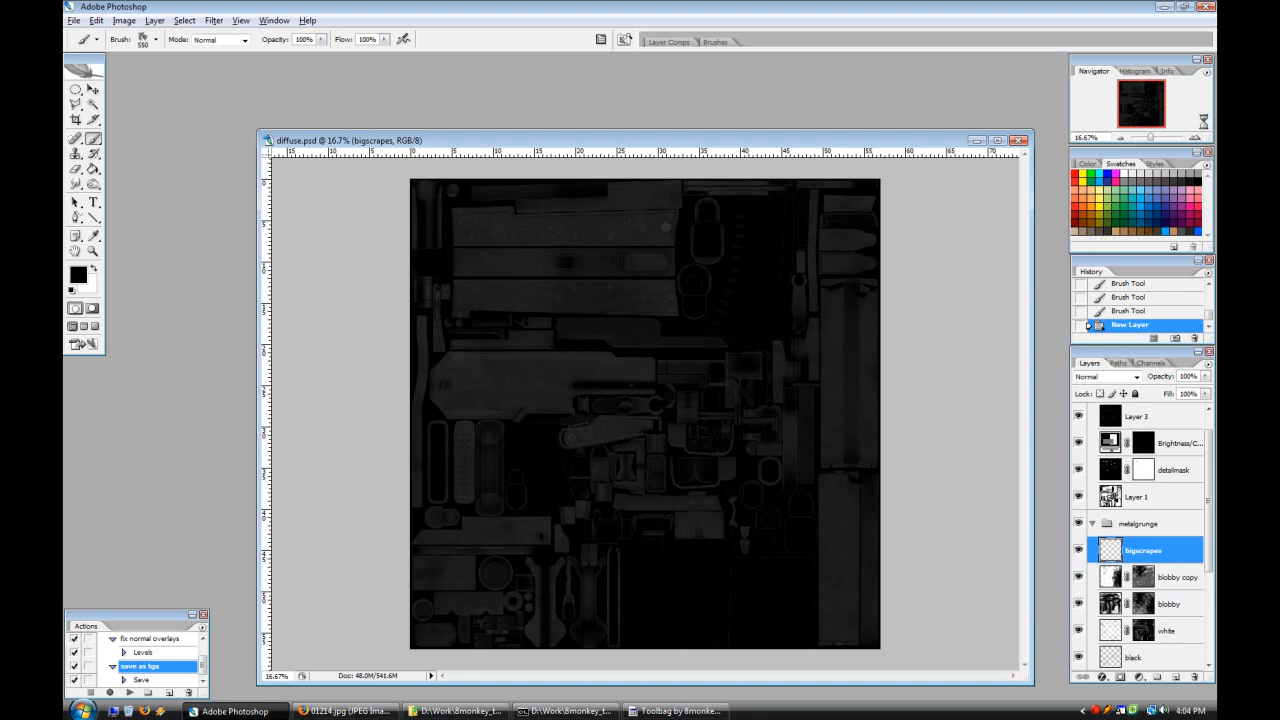 Adobe Photoshop
File Edit Image Layer Select Filter View Window Help
Brush: 550 Mode: Normal Opacity: 100% Flow: 100% Layer Comps Brushes
Navigator Histogram Info
16.67%
Color Swatches Styles
diffuse.psd @ 16.7% (bigscrapes, RGB/8)
History
Brush Tool
Brush Tool
Brush Tool
New Layer
Layers Paths Channels
Normal Opacity: 100%
Lock: Fill: 100%
Layer 3
Brightness/C...
detailmask
Layer 1
metalgrunge
bigscrapes
blobby copy
blobby
white
black
Actions
fix normal overlays
Levels
save as tga
Save
16.67% Doc: 48.0M/541.6M
Adobe Photoshop
01214.jpg (JPEG Ima...
D:\Work\8monkey_t...
D:\Work\8monkey_t...
Toolbag by 8monke...
4:04 PM